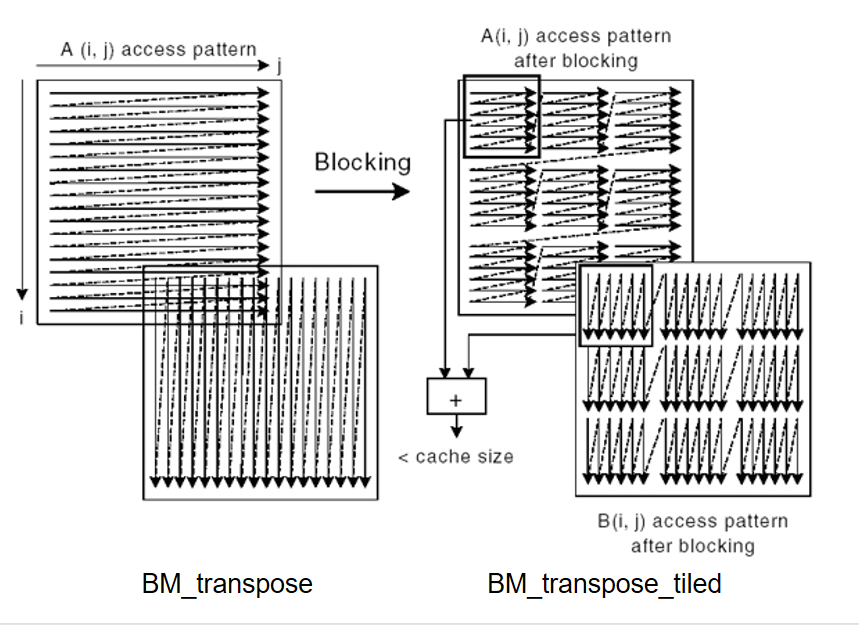 A (i, j) access pattern
j
i
Blocking
A(i, j) access pattern
after blocking
+
< cache size
B(i, j) access pattern
after blocking
BM_transpose
BM_transpose_tiled